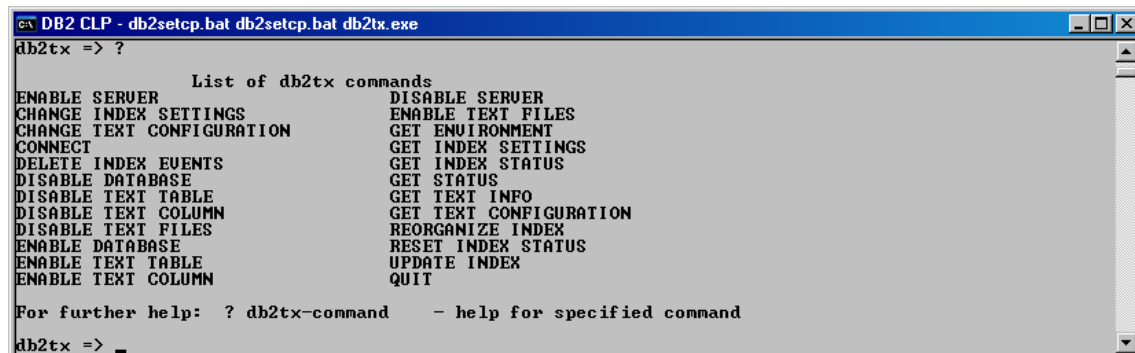 DB2 CLP - db2setcp.bat db2setcp.bat db2tx.exe
db2tx => ?
List of db2tx commands
ENABLE SERVER DISABLE SERVER
CHANGE INDEX SETTINGS ENABLE TEXT FILES
CHANGE TEXT CONFIGURATION GET ENVIRONMENT
CONNECT GET INDEX SETTINGS
DELETE INDEX EVENTS GET INDEX STATUS
DISABLE DATABASE GET STATUS
DISABLE TEXT TABLE GET TEXT INFO
DISABLE TEXT COLUMN GET TEXT CONFIGURATION
DISABLE TEXT FILES REORGANIZE INDEX
ENABLE DATABASE RESET INDEX STATUS
ENABLE TEXT TABLE UPDATE INDEX
ENABLE TEXT COLUMN QUIT
For further help: ? db2tx-command - help for specified command
db2tx => _